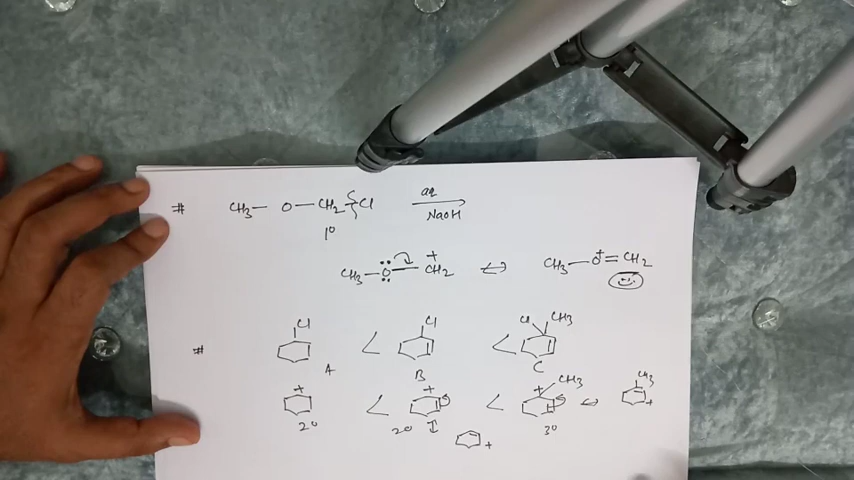 # CH3— O — CH2 Cl aq
NaOH
1°
CH3—O— CH2 + ⇔ CH3 —O+=CH2
# Cl < Cl < Cl CH3
A B C
+ < + < + CH3 ⇔ CH3 +
2° 2° 3°
+